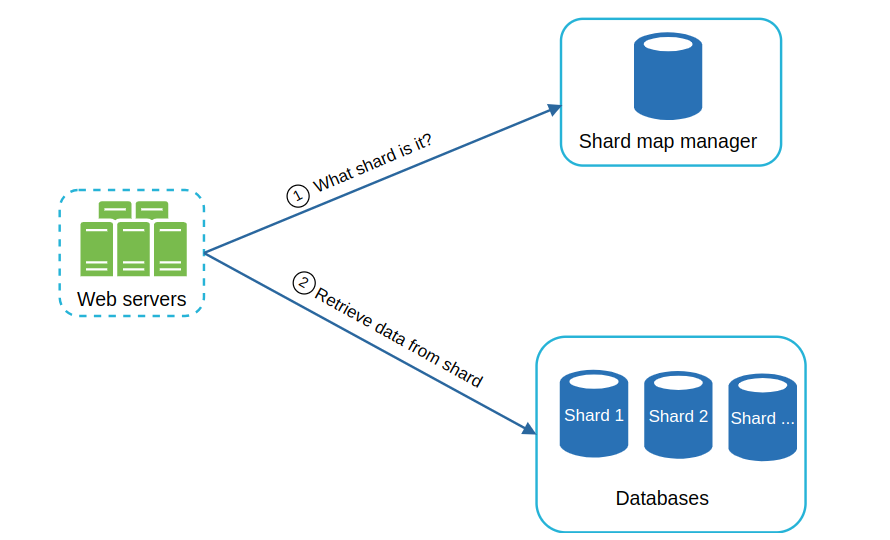 Shard map manager
1 What shard is it?
Web servers
2 Retrieve data from shard
Shard 1
Shard 2
Shard ...
Databases